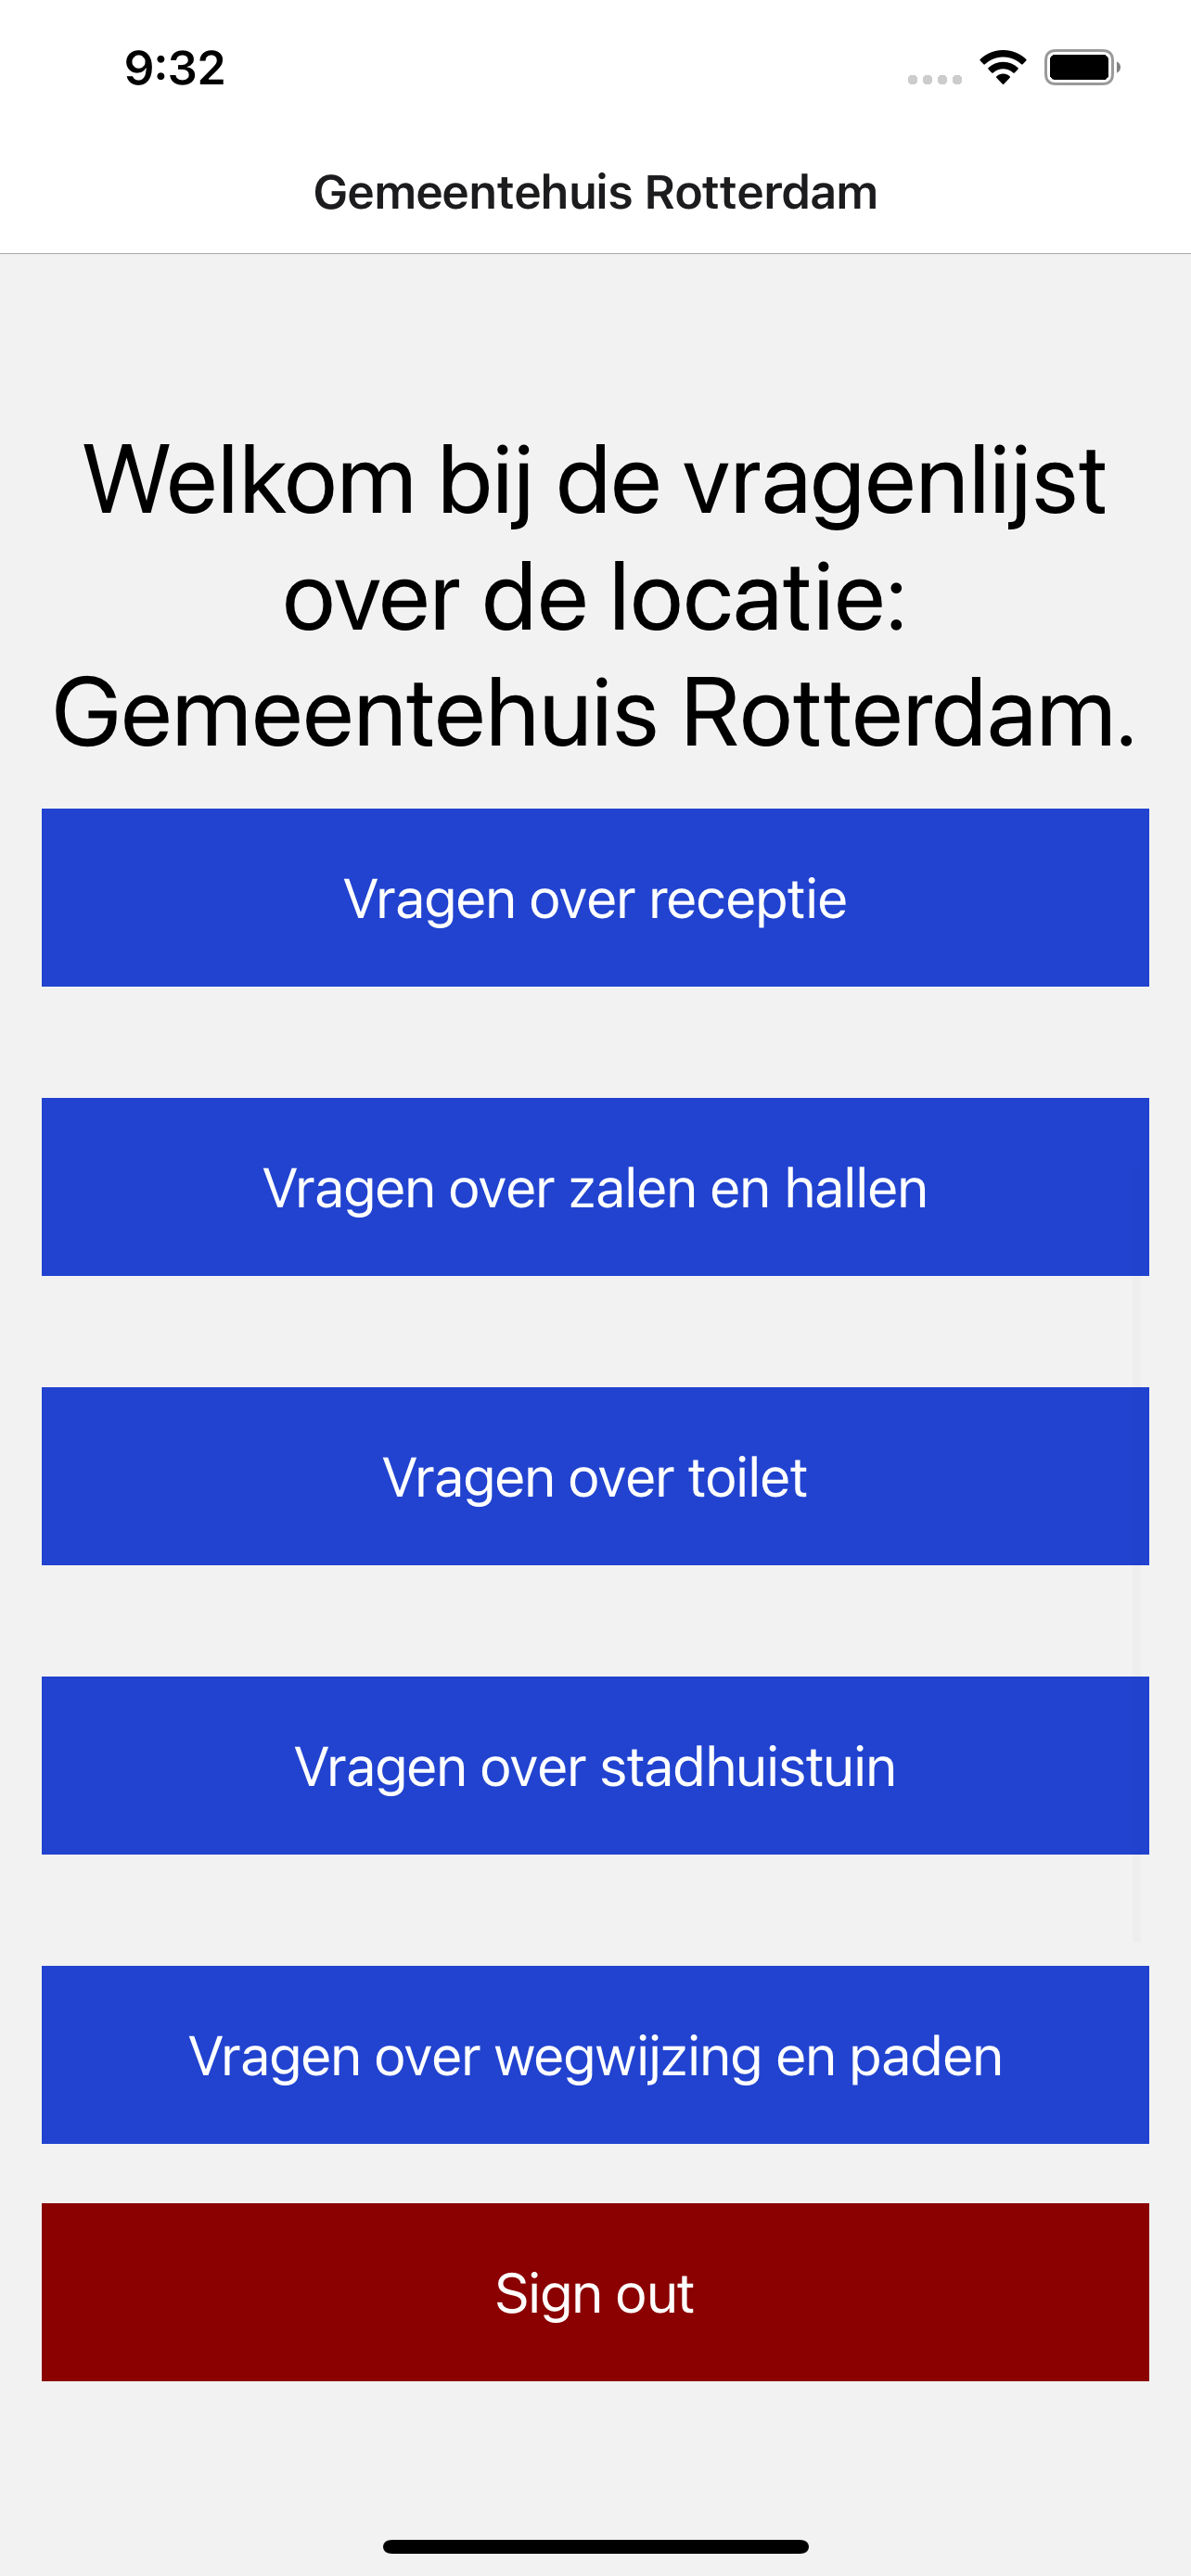 9:32
Gemeentehuis Rotterdam
Welkom bij de vragenlijst
over de locatie:
Gemeentehuis Rotterdam.
Vragen over receptie
Vragen over zalen en hallen
Vragen over toilet
Vragen over stadhuistuin
Vragen over wegwijzing en paden
Sign out